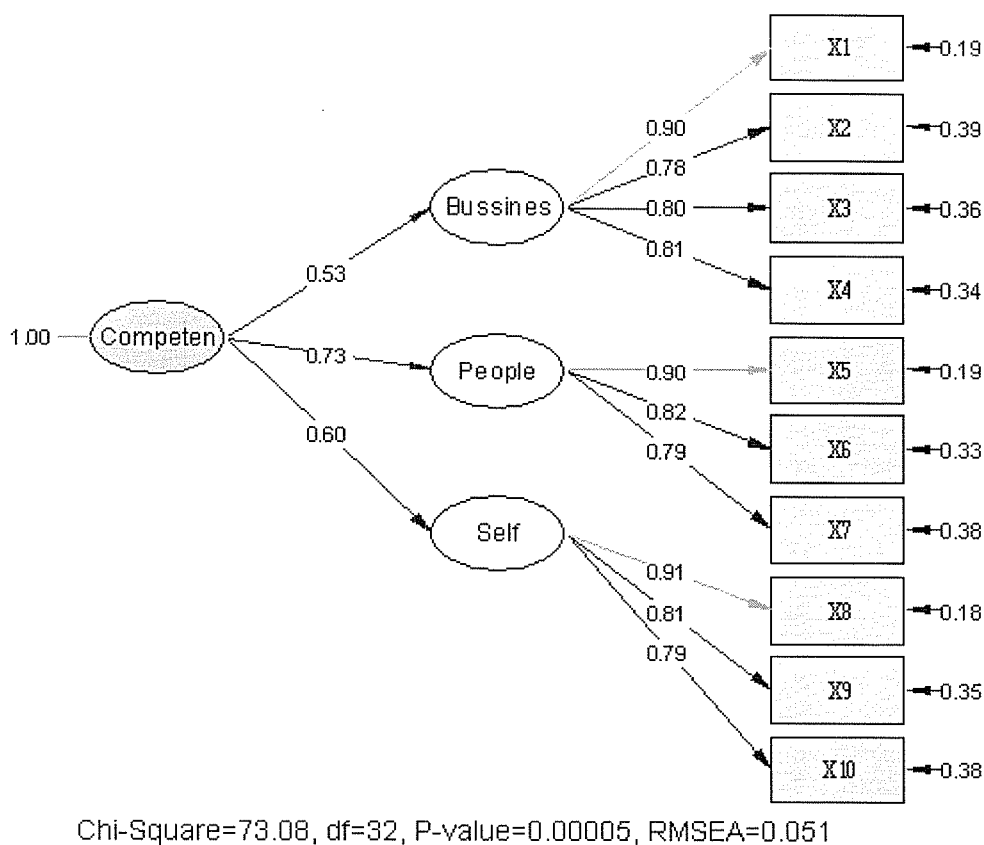 X1
0.19
0.90
X2
0.39
0.78
Bussines
0.80
X3
0.36
0.81
0.53
X4
0.34
1.00
Competen
0.73
People
0.90
X5
0.19
0.82
X6
0.33
0.60
0.79
X7
0.38
Self
0.91
X8
0.18
0.81
0.79
X9
0.35
X10
0.38
Chi-Square=73.08, df=32, P-value=0.00005, RMSEA=0.051